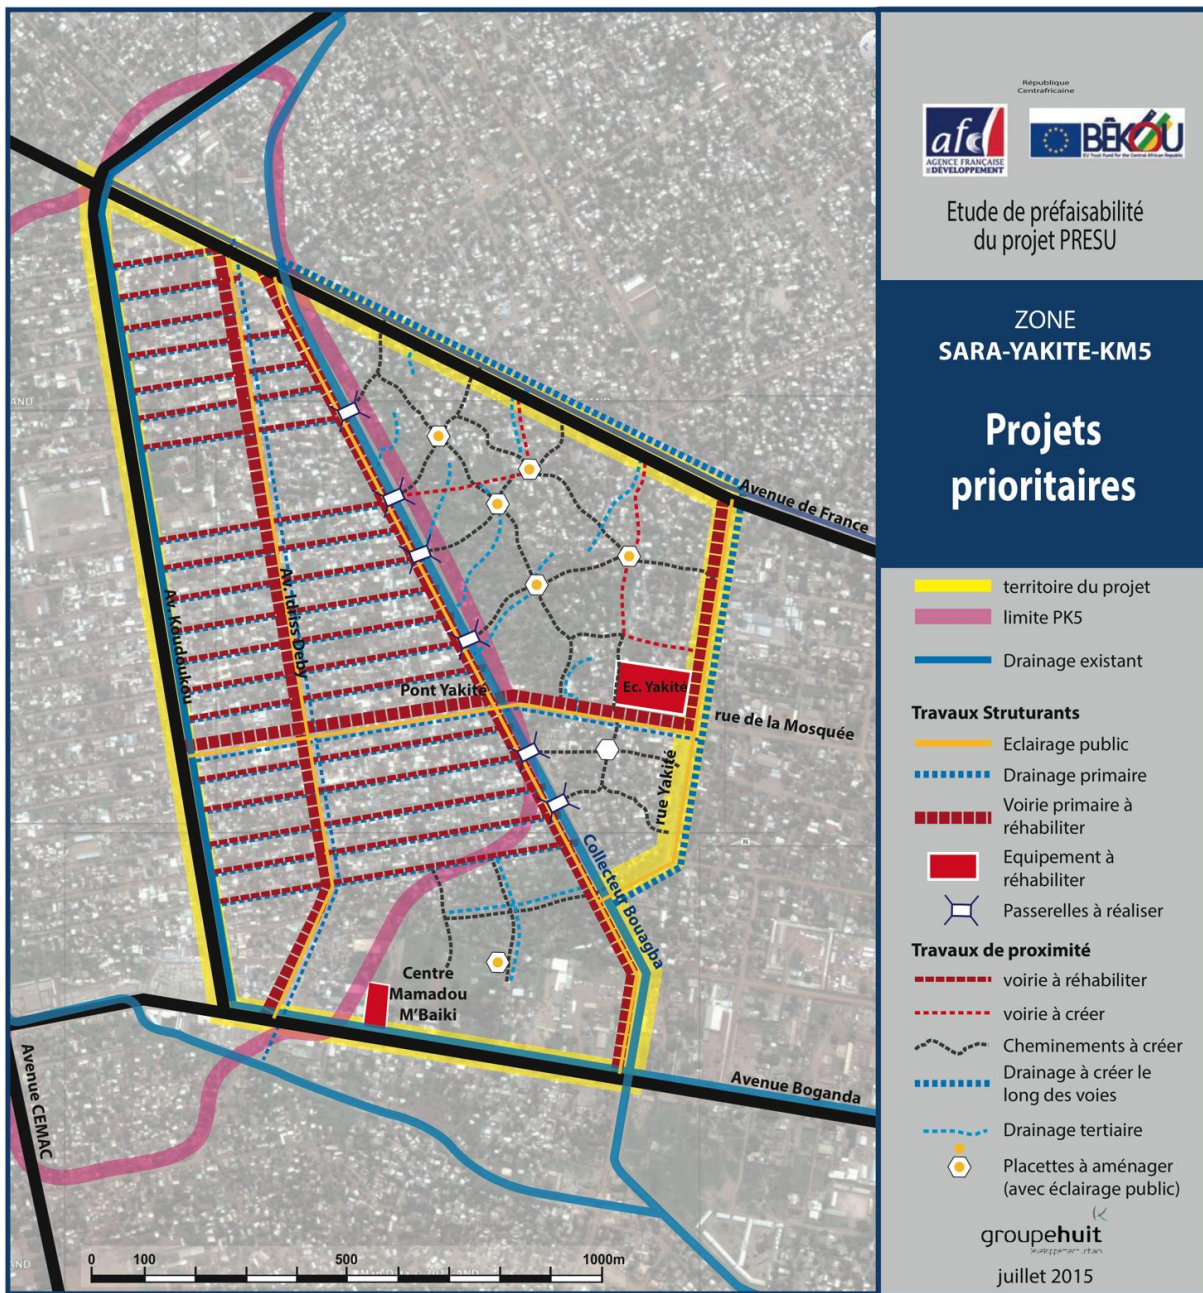 République
Centrafricaine
afd
AGENCE FRANÇAISE
DE DÉVELOPPEMENT
BÊKOU
EU Trust Fund for the Central African Republic
Etude de préfaisabilité
du projet PRESU
ZONE
SARA-YAKITE-KM5
Projets
prioritaires
territoire du projet
limite PK5
Drainage existant
Travaux Struturants
Eclairage public
Drainage primaire
Voirie primaire à
réhabiliter
Equipement à
réhabiliter
Passerelles à réaliser
Travaux de proximité
voirie à réhabiliter
voirie à créer
Cheminements à créer
Drainage à créer le
long des voies
Drainage tertiaire
Placettes à aménager
(avec éclairage public)
groupehuit
juillet 2015
Avenue de France
Av. Koudoukou
Av. Idriss Deby
Pont Yakité
Ec. Yakité
rue de la Mosquée
rue Yakité
Collecteur Bouagba
Centre
Mamadou
M'Baiki
Avenue Boganda
Avenue CEMAC
0 100 500 1000m